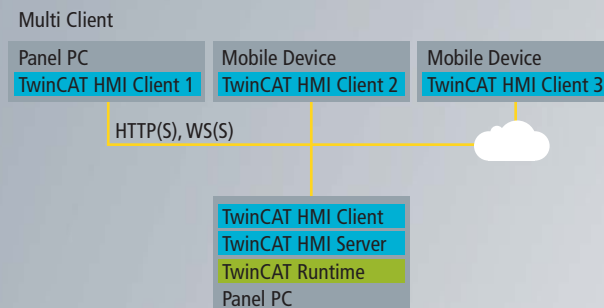 Multi Client
Panel PC
TwinCAT HMI Client 1
Mobile Device
TwinCAT HMI Client 2
Mobile Device
TwinCAT HMI Client 3
HTTP(S), WS(S)
TwinCAT HMI Client
TwinCAT HMI Server
TwinCAT Runtime
Panel PC